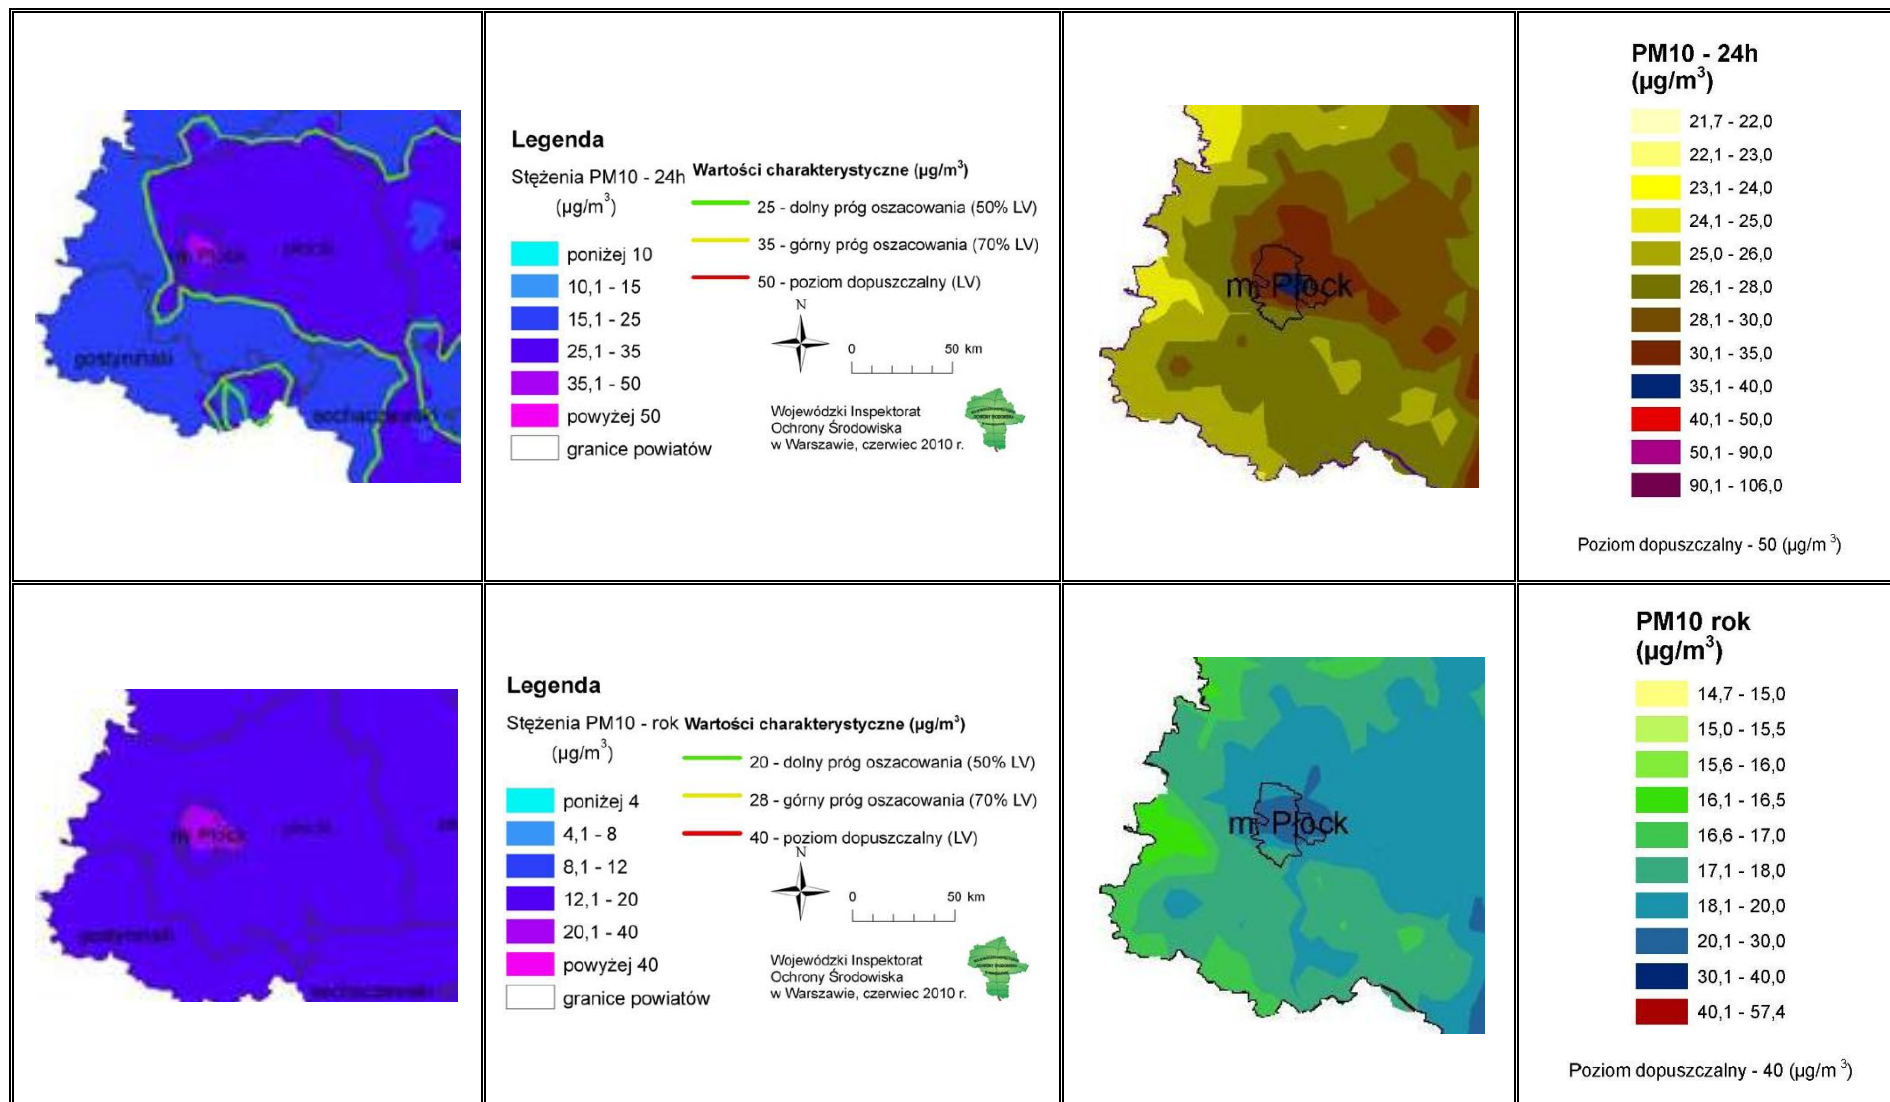 m Płock
płocki
gostyniński
sochaczewski
Legenda
Stężenia PM10 - 24h
(µg/m³)
poniżej 10
10,1 - 15
15,1 - 25
25,1 - 35
35,1 - 50
powyżej 50
granice powiatów
Wartości charakterystyczne (µg/m³)
25 - dolny próg oszacowania (50% LV)
35 - górny próg oszacowania (70% LV)
50 - poziom dopuszczalny (LV)
N
0 50 km
Wojewódzki Inspektorat
Ochrony Środowiska
w Warszawie, czerwiec 2010 r.
m Płock
PM10 - 24h
(µg/m³)
21,7 - 22,0
22,1 - 23,0
23,1 - 24,0
24,1 - 25,0
25,0 - 26,0
26,1 - 28,0
28,1 - 30,0
30,1 - 35,0
35,1 - 40,0
40,1 - 50,0
50,1 - 90,0
90,1 - 106,0
Poziom dopuszczalny - 50 (µg/m³)
m Płock
płocki
gostyniński
sochaczewski
Legenda
Stężenia PM10 - rok
(µg/m³)
poniżej 4
4,1 - 8
8,1 - 12
12,1 - 20
20,1 - 40
powyżej 40
granice powiatów
Wartości charakterystyczne (µg/m³)
20 - dolny próg oszacowania (50% LV)
28 - górny próg oszacowania (70% LV)
40 - poziom dopuszczalny (LV)
N
0 50 km
Wojewódzki Inspektorat
Ochrony Środowiska
w Warszawie, czerwiec 2010 r.
m Płock
PM10 rok
(µg/m³)
14,7 - 15,0
15,0 - 15,5
15,6 - 16,0
16,1 - 16,5
16,6 - 17,0
17,1 - 18,0
18,1 - 20,0
20,1 - 30,0
30,1 - 40,0
40,1 - 57,4
Poziom dopuszczalny - 40 (µg/m³)